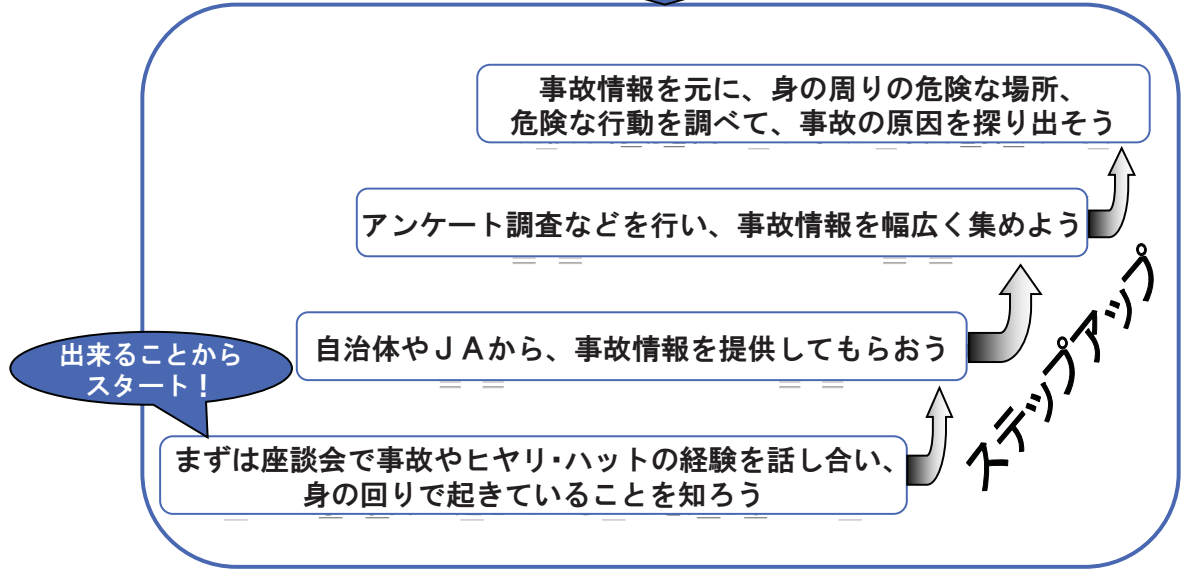 事故情報を元に、身の周りの危険な場所、
危険な行動を調べて、事故の原因を探り出そう
アンケート調査などを行い、事故情報を幅広く集めよう
自治体やＪＡから、事故情報を提供してもらおう
出来ることから
スタート！
まずは座談会で事故やヒヤリ・ハットの経験を話し合い、
身の回りで起きていることを知ろう
ステップアップ